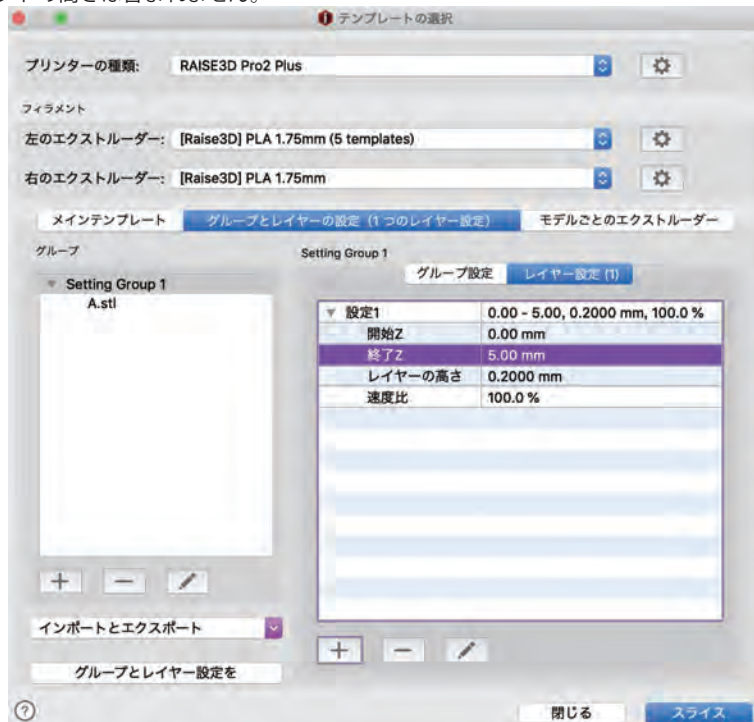 の高さは含まれません。
テンプレートの選択
プリンターの種類: RAISE3D Pro2 Plus
フィラメント
左のエクストルーダー: [Raise3D] PLA 1.75mm (5 templates)
右のエクストルーダー: [Raise3D] PLA 1.75mm
メインテンプレート グループとレイヤーの設定 (1 つのレイヤー設定) モデルごとのエクストルーダー
グループ Setting Group 1
グループ設定 レイヤー設定 (1)
Setting Group 1
A.stl
設定1 0.00 - 5.00, 0.2000 mm, 100.0 %
開始Z 0.00 mm
終了Z 5.00 mm
レイヤーの高さ 0.2000 mm
速度比 100.0 %
インポートとエクスポート
グループとレイヤー設定を
閉じる スライス